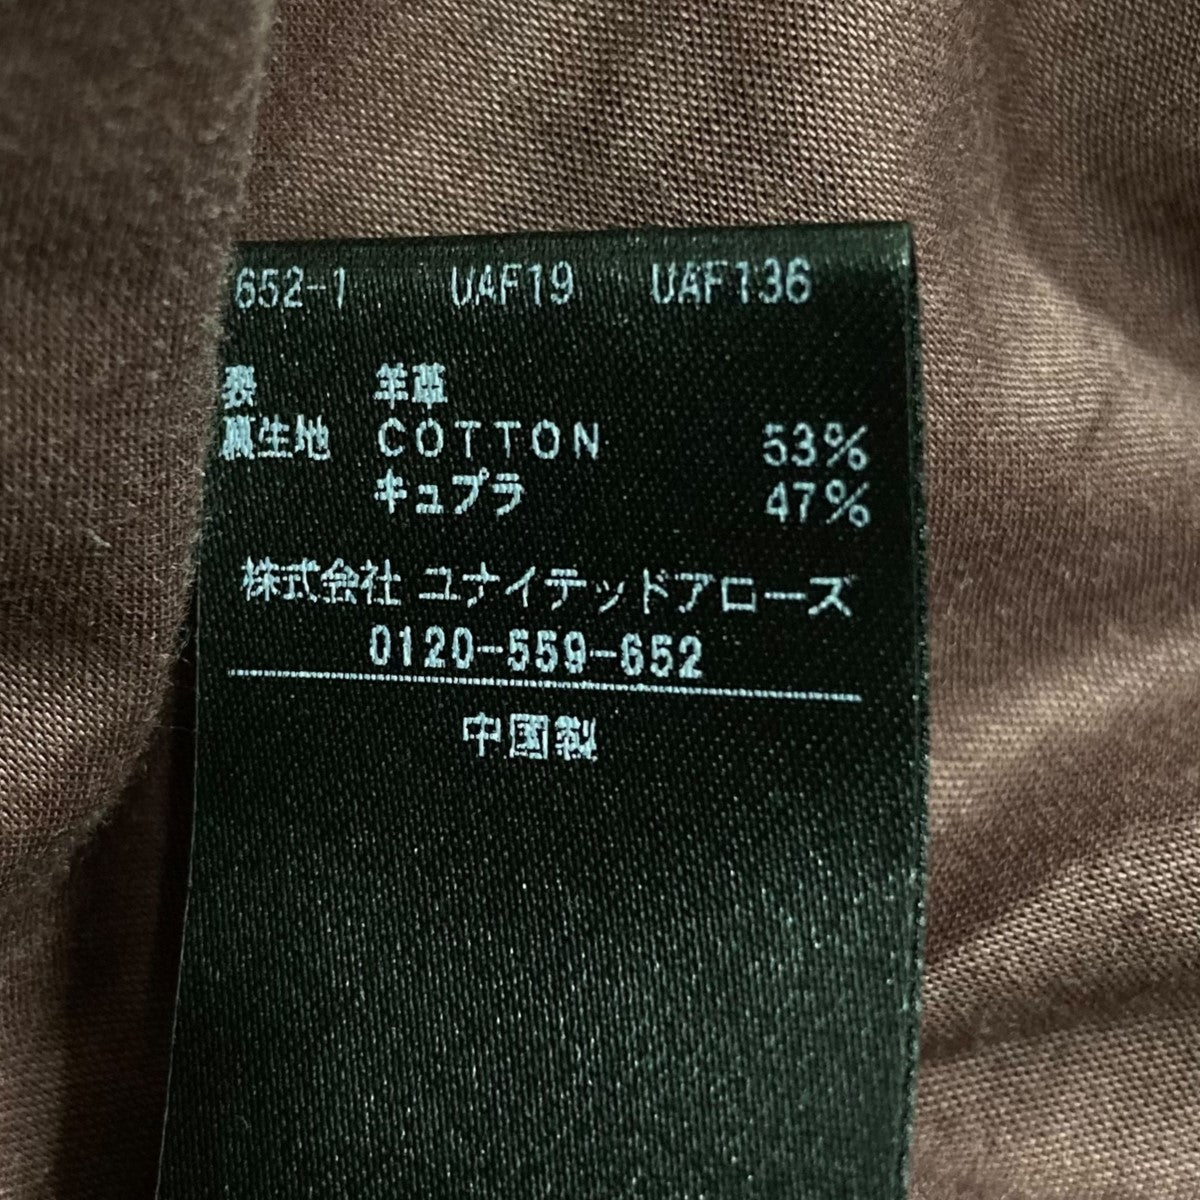 652-1 UAF19 UAF136
表 羊革
裏生地 COTTON 53%
キュプラ 47%
株式会社 ユナイテッドアローズ
0120-559-652
中国製